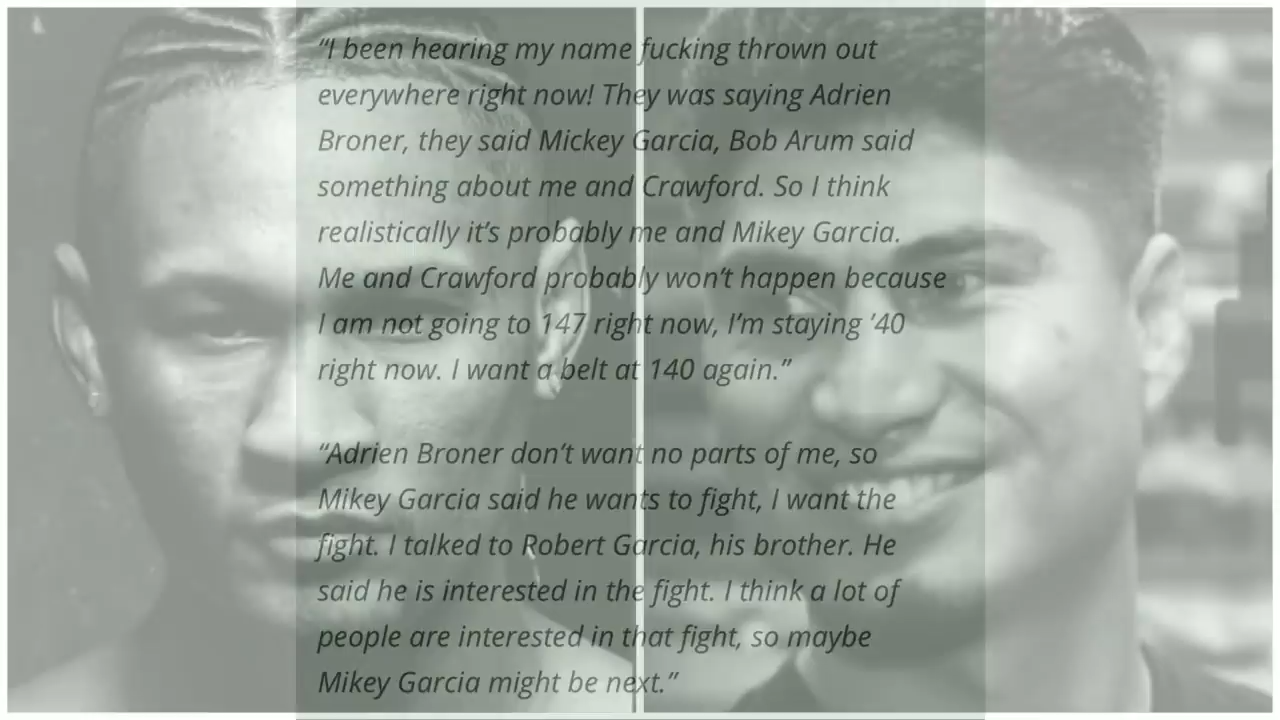 “I been hearing my name fucking thrown out
everywhere right now! They was saying Adrien
Broner, they said Mickey Garcia, Bob Arum said
something about me and Crawford. So I think
realistically it’s probably me and Mikey Garcia.
Me and Crawford probably won’t happen because
I am not going to 147 right now, I’m staying ’40
right now. I want a belt at 140 again.”
“Adrien Broner don’t want no parts of me, so
Mikey Garcia said he wants to fight, I want the
fight. I talked to Robert Garcia, his brother. He
said he is interested in the fight. I think a lot of
people are interested in that fight, so maybe
Mikey Garcia might be next.”